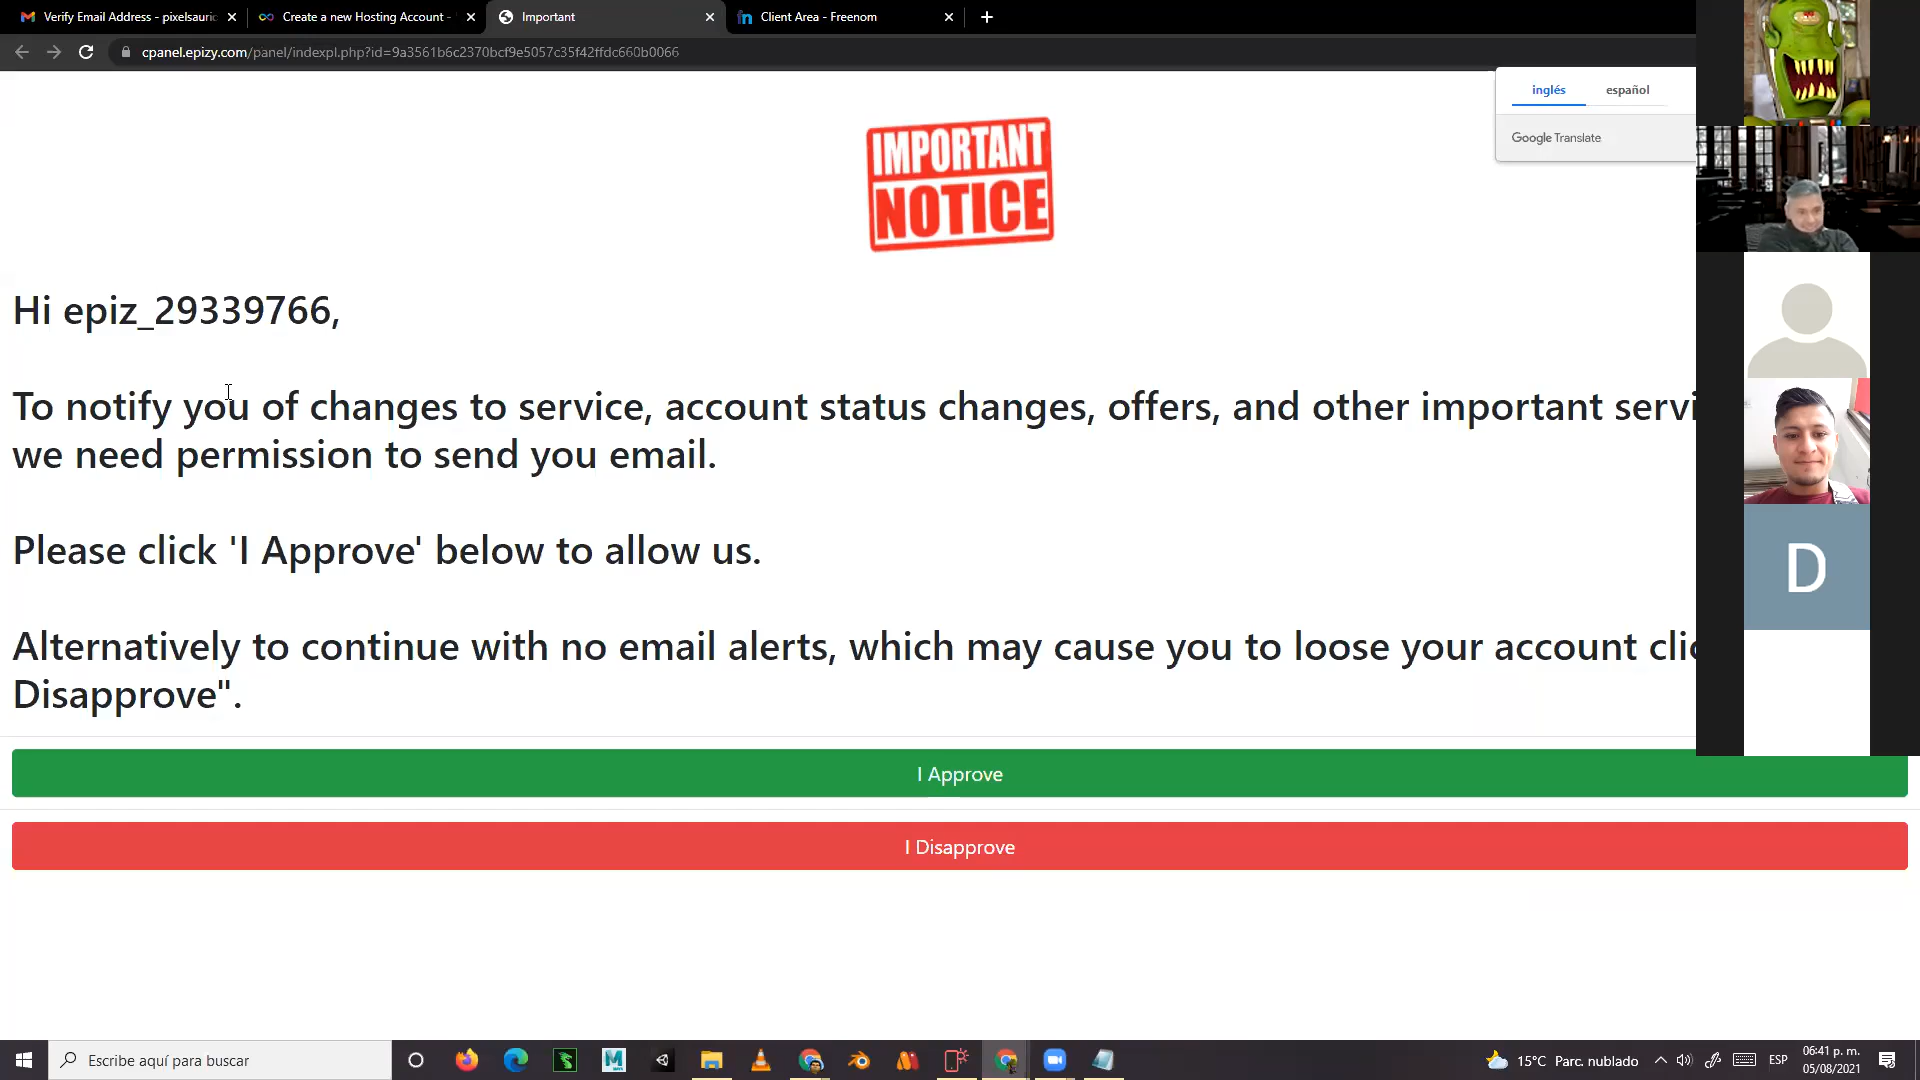 Verify Email Address - pixelsauri
Create a new Hosting Account -
Important
Client Area - Freenom
cpanel.epizy.com/panel/indexpl.php?id=9a3561b6c2370bcf9e5057c35f42ffdc660b0066
inglés
español
Google Translate
IMPORTANT
NOTICE
Hi epiz_29339766,
To notify you of changes to service, account status changes, offers, and other important servi
we need permission to send you email.
Please click 'I Approve' below to allow us.
Alternatively to continue with no email alerts, which may cause you to loose your account clic
Disapprove".
D
I Approve
I Disapprove
Escribe aquí para buscar
15°C Parc. nublado
ESP
06:41 p. m.
05/08/2021